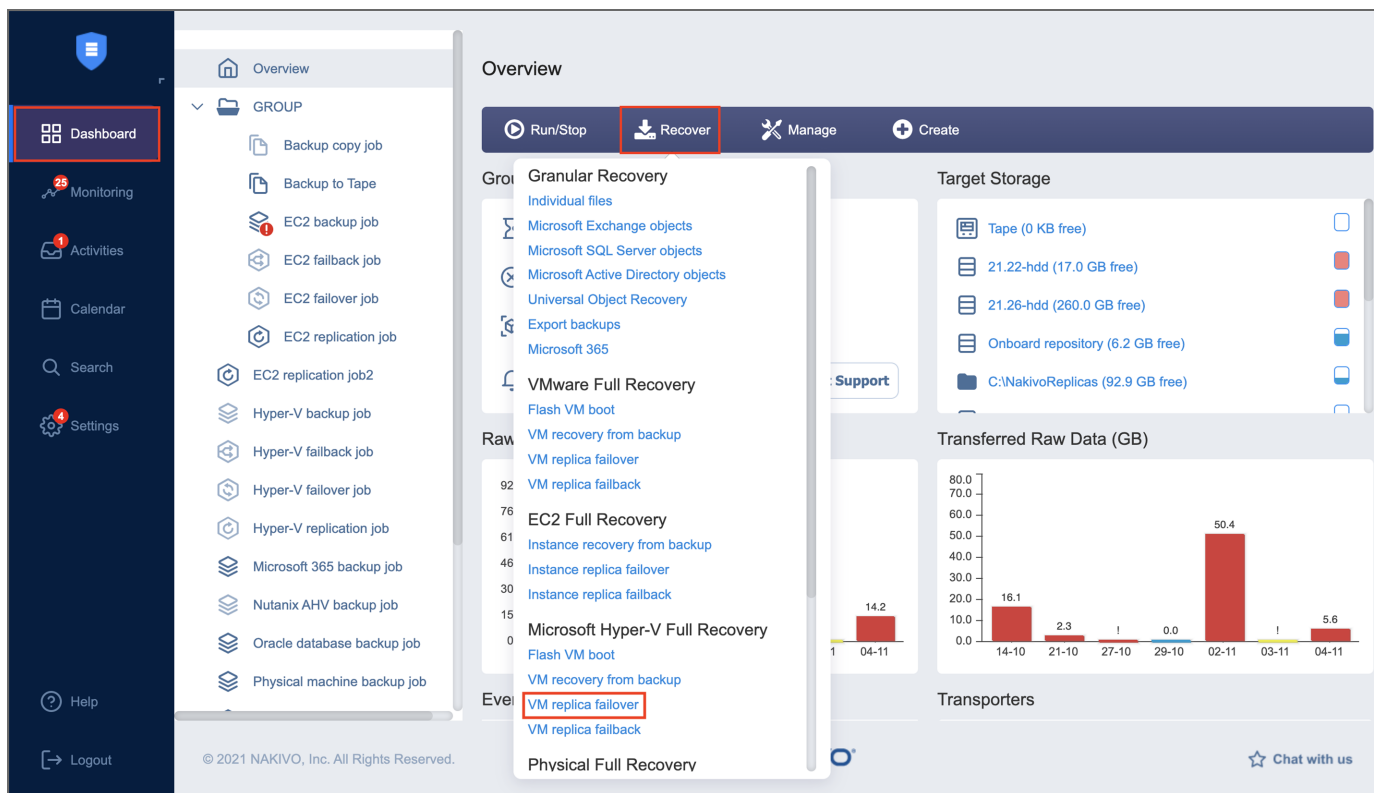 Dashboard
25
Monitoring
1
Activities
Calendar
Search
4
Settings
Help
Logout
Overview
GROUP
Backup copy job
Backup to Tape
EC2 backup job
EC2 failback job
EC2 failover job
EC2 replication job
EC2 replication job2
Hyper-V backup job
Hyper-V failback job
Hyper-V failover job
Hyper-V replication job
Microsoft 365 backup job
Nutanix AHV backup job
Oracle database backup job
Physical machine backup job
Overview
Run/Stop
Recover
Manage
Create
Granular Recovery
Individual files
Microsoft Exchange objects
Microsoft SQL Server objects
Microsoft Active Directory objects
Universal Object Recovery
Export backups
Microsoft 365
VMware Full Recovery
Flash VM boot
VM recovery from backup
VM replica failover
VM replica failback
EC2 Full Recovery
Instance recovery from backup
Instance replica failover
Instance replica failback
Microsoft Hyper-V Full Recovery
Flash VM boot
VM recovery from backup
VM replica failover
VM replica failback
Physical Full Recovery
Support
Raw
92
76
61
46
30
15
0
14.2
1
04-11
Target Storage
Tape (0 KB free)
21.22-hdd (17.0 GB free)
21.26-hdd (260.0 GB free)
Onboard repository (6.2 GB free)
C:\NakivoReplicas (92.9 GB free)
Transferred Raw Data (GB)
80.0
70.0
60.0
50.0
40.0
30.0
20.0
10.0
0.0
16.1
2.3
!
0.0
50.4
!
5.6
14-10
21-10
27-10
29-10
02-11
03-11
04-11
Transporters
© 2021 NAKIVO, Inc. All Rights Reserved.
Chat with us